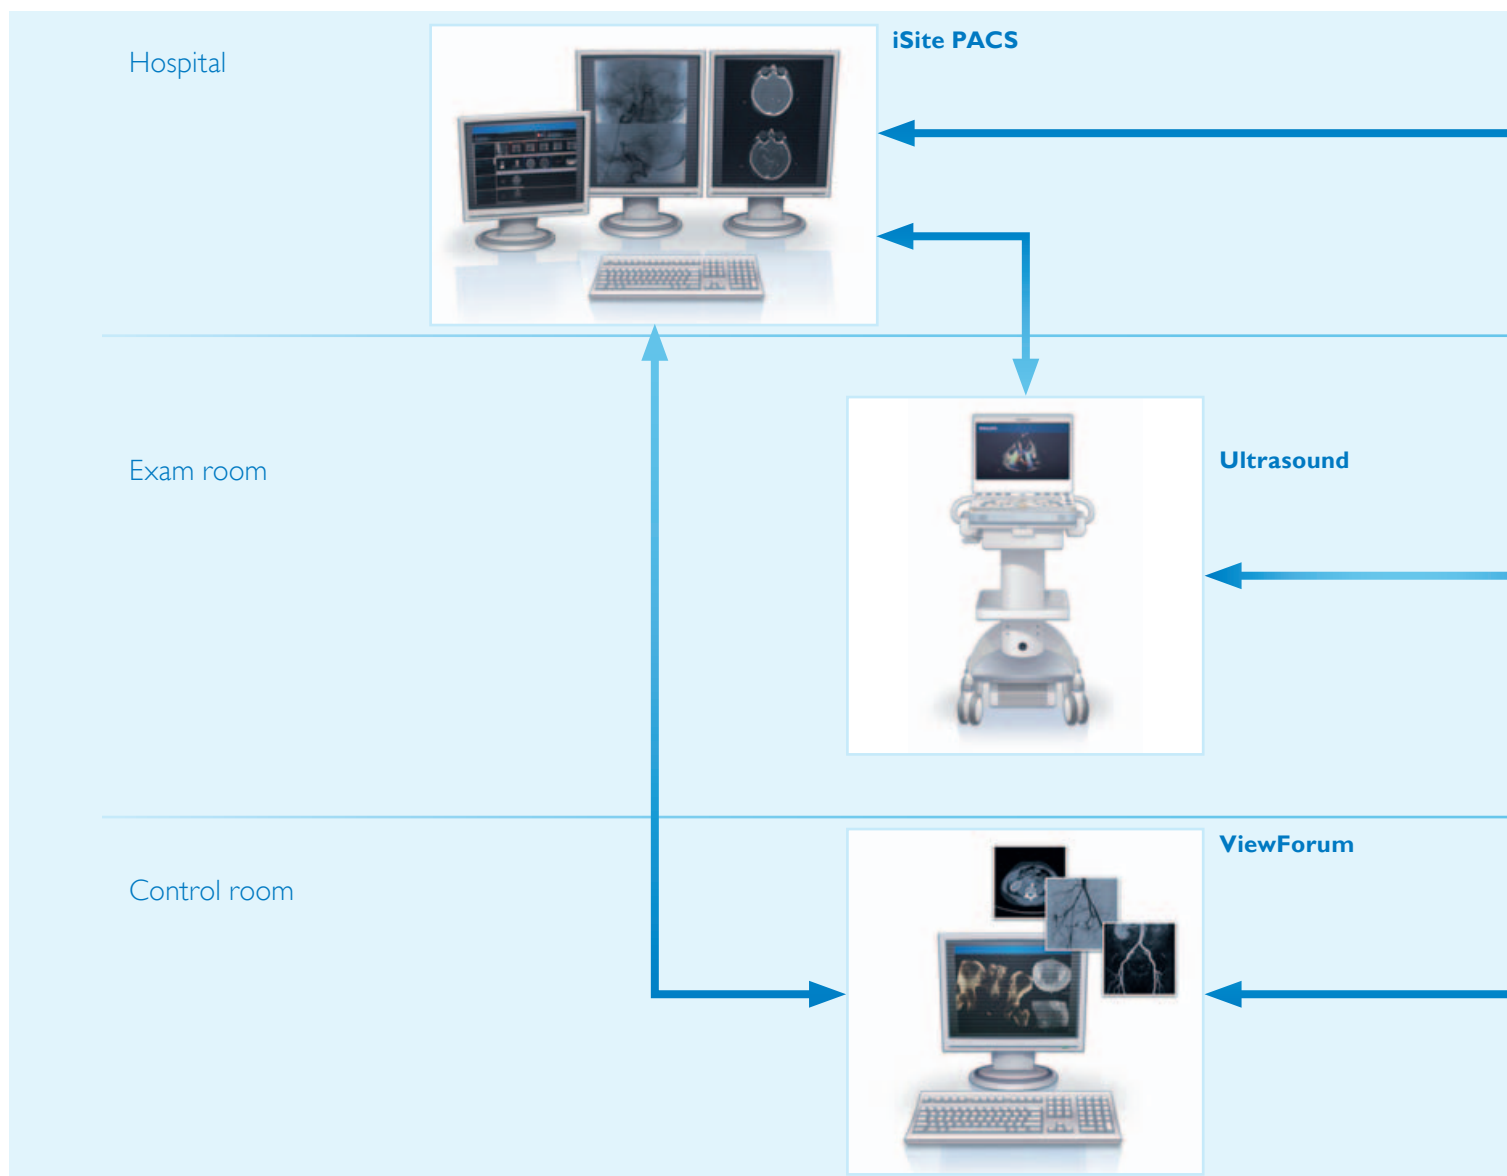 Hospital
iSite PACS
Exam room
Ultrasound
ViewForum
Control room